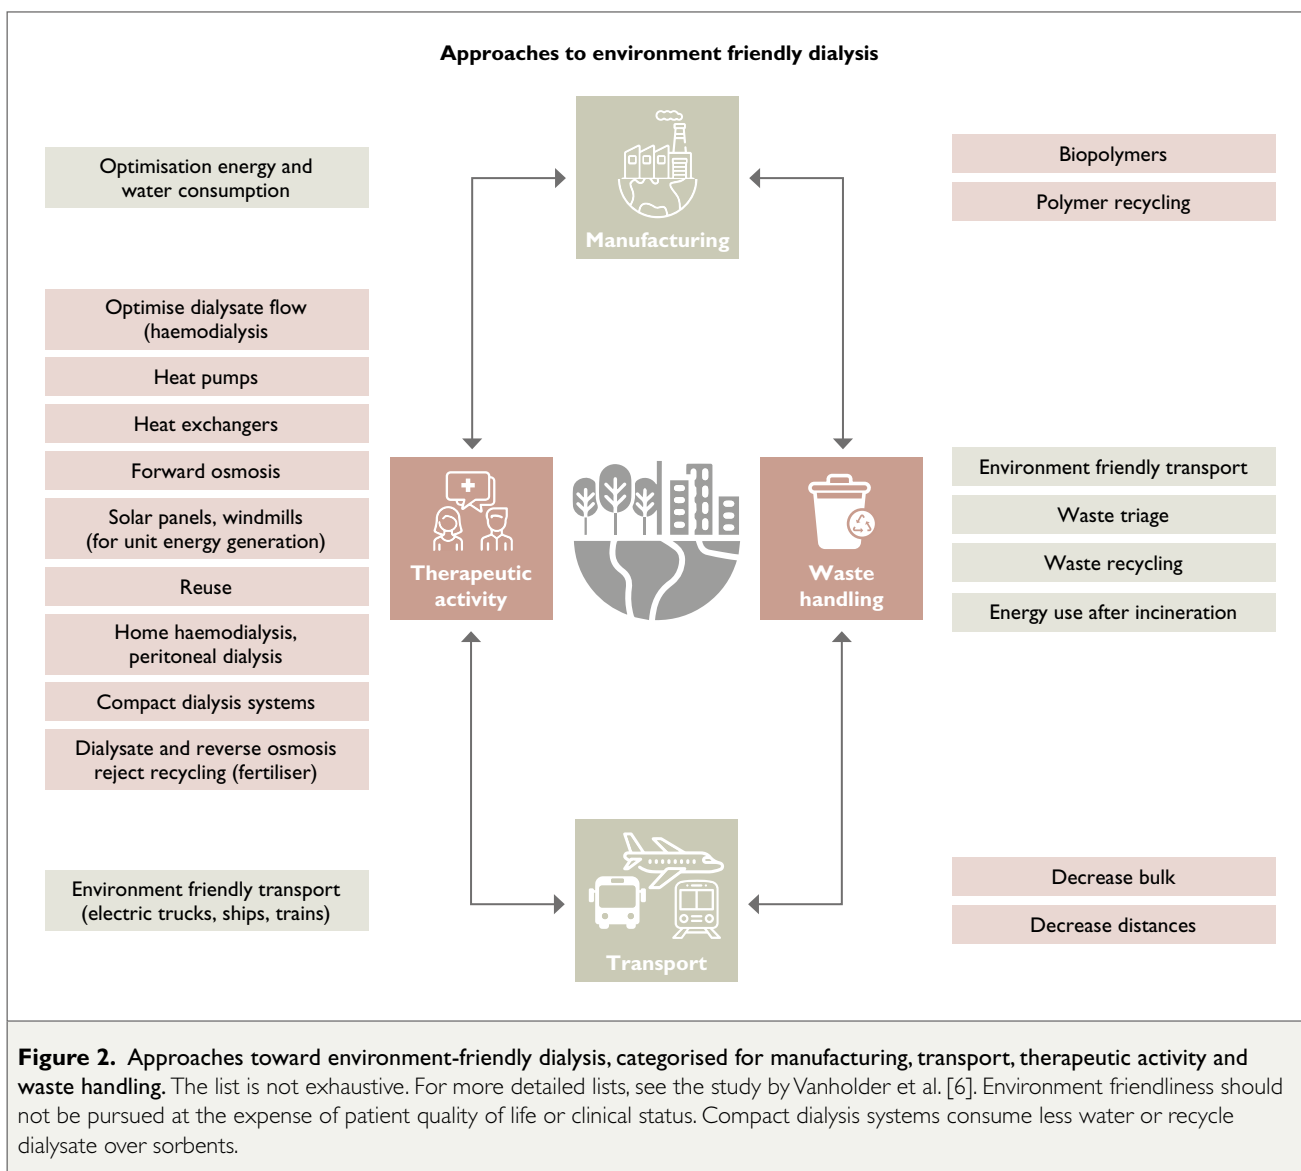 Approaches to environment friendly dialysis
Manufacturing
Optimisation energy and
water consumption
Biopolymers
Polymer recycling
Optimise dialysate flow
(haemodialysis
Heat pumps
Heat exchangers
Forward osmosis
Solar panels, windmills
(for unit energy generation)
Reuse
Home haemodialysis,
peritoneal dialysis
Compact dialysis systems
Dialysate and reverse osmosis
reject recycling (fertiliser)
Therapeutic
activity
Waste
handling
Environment friendly transport
Waste triage
Waste recycling
Energy use after incineration
Environment friendly transport
(electric trucks, ships, trains)
Transport
Decrease bulk
Decrease distances
Figure 2. Approaches toward environment-friendly dialysis, categorised for manufacturing, transport, therapeutic activity and
waste handling. The list is not exhaustive. For more detailed lists, see the study by Vanholder et al. [6]. Environment friendliness should
not be pursued at the expense of patient quality of life or clinical status. Compact dialysis systems consume less water or recycle
dialysate over sorbents.